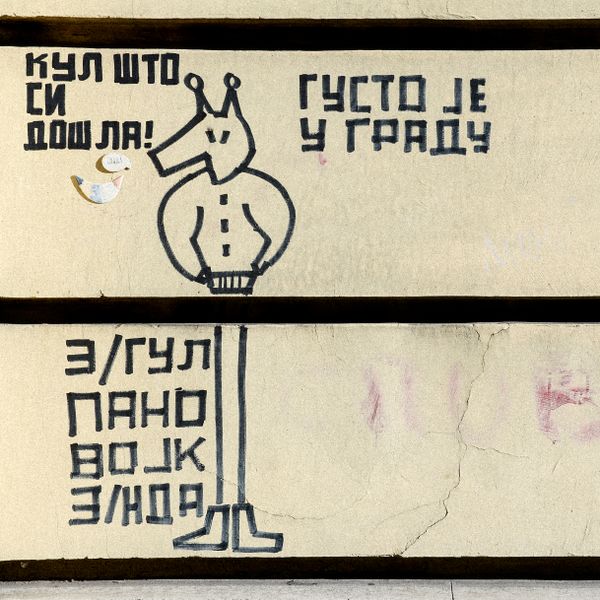 КУЛ ШТО
СИ
ДОШЛА!
ГУСТО ЈЕ
У ГРАДУ
З/ГУЛ
ПАНО
ВОЈК
З/НДА